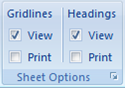 Gridlines Headings
View View
Print Print
Sheet Options